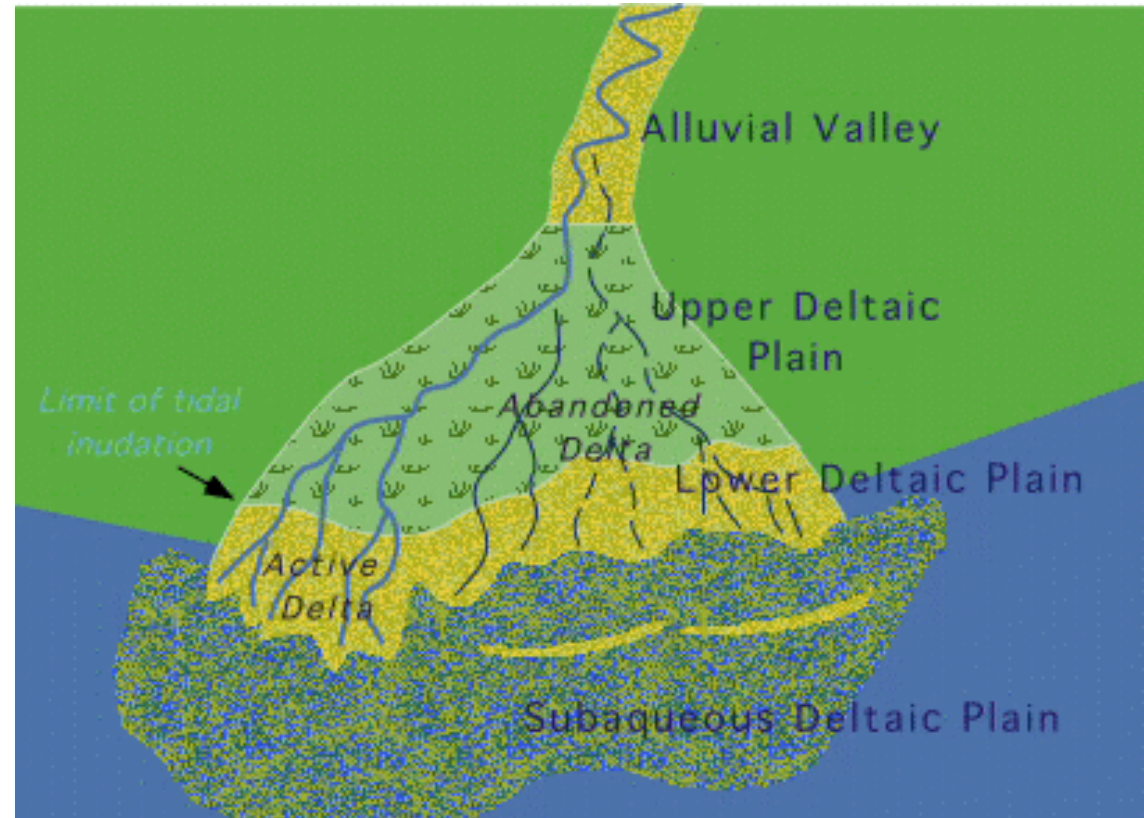 Alluvial Valley
Upper Deltaic
Plain
Limit of tidal
inudation
Abandoned
Delta
Lower Deltaic Plain
Active
Delta
Subaqueous Deltaic Plain